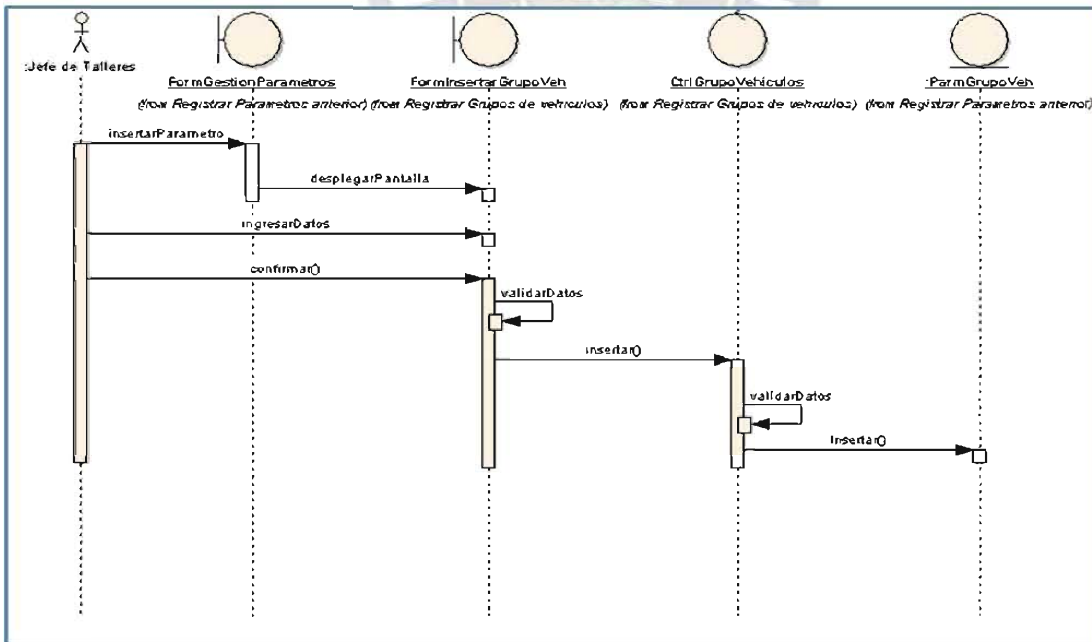 :Jefe de Talleres
FormGestionParametros
FormInsertarGrupoVeh
CtrlGrupoVehiculos
:ParmGrupoVeh
(from Registrar Parametros anterior)
(from Registrar Grupos de vehiculos)
(from Registrar Grupos de vehiculos)
(from Registrar Parametros anterior)
insertarParametro
desplegarPantalla
ingresarDatos
confirmar()
validarDatos
insertar()
validarDatos
insertar()